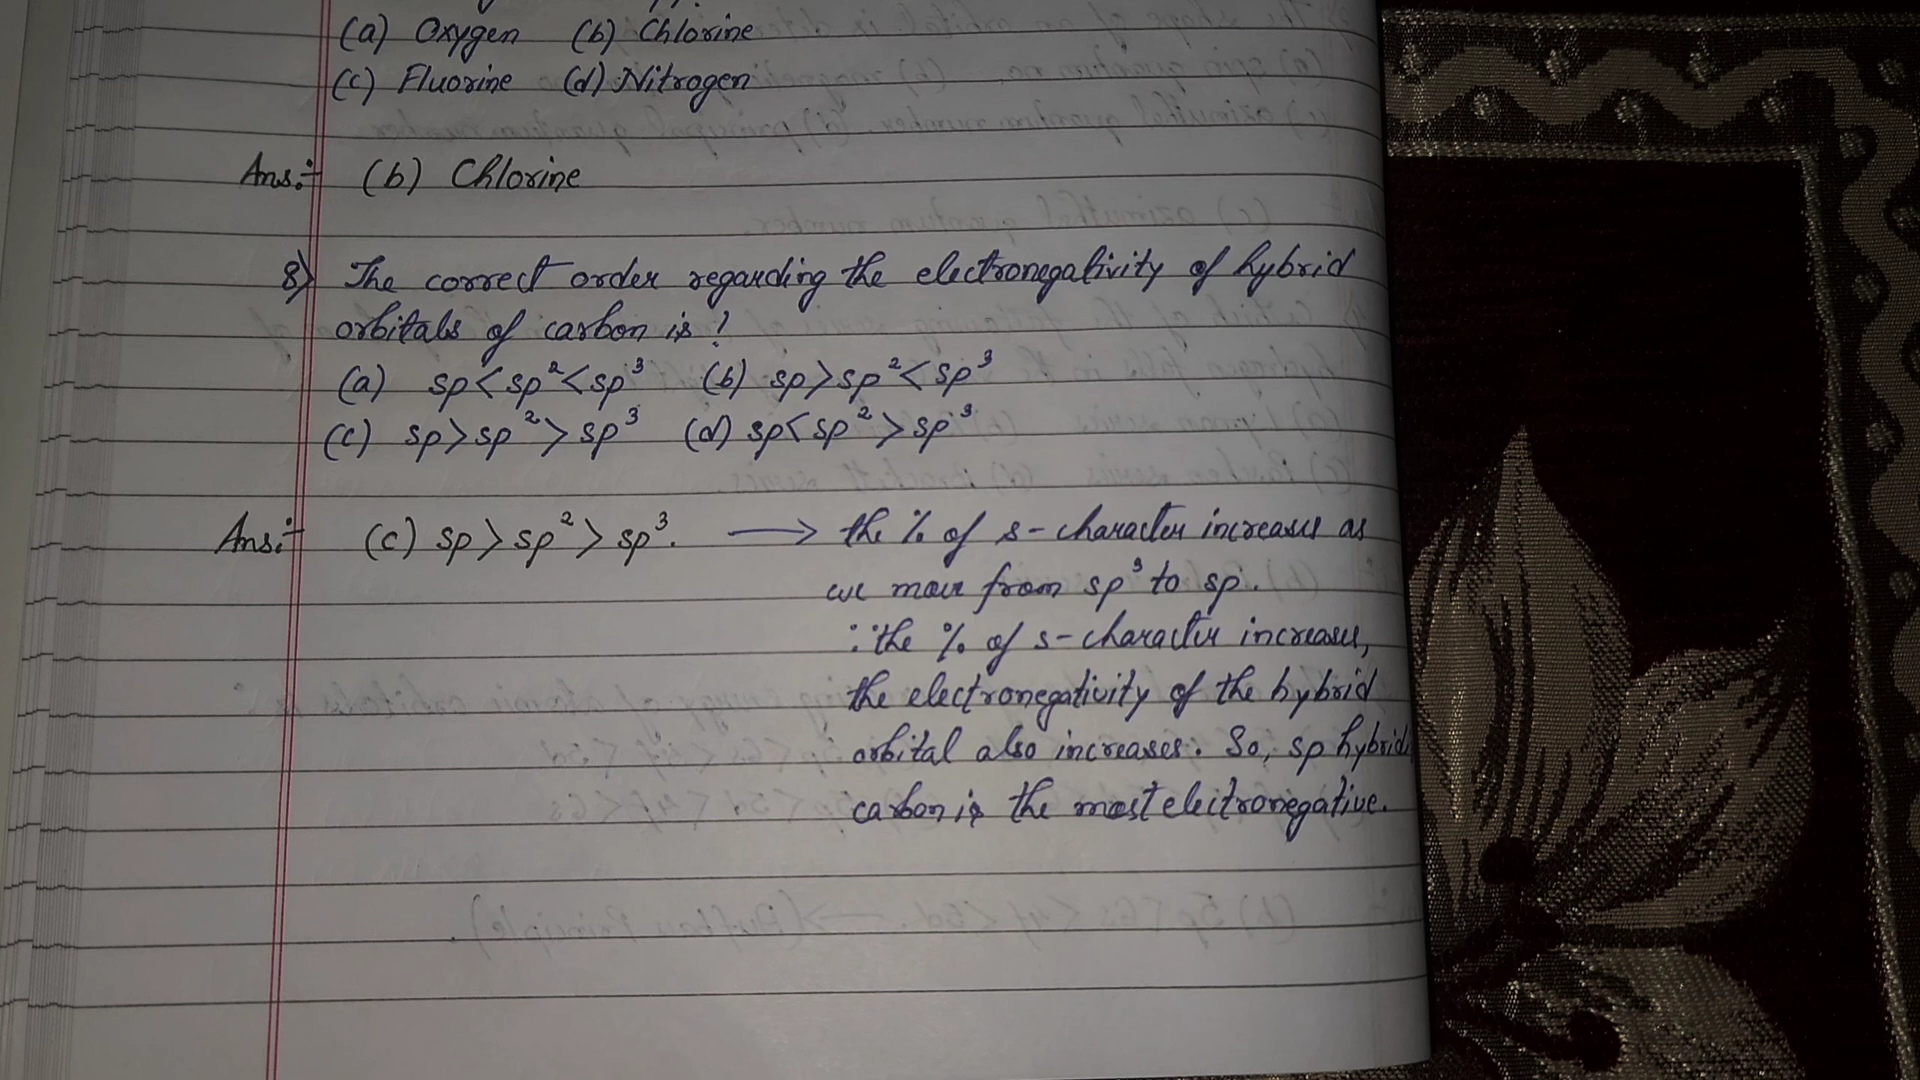 (a) Oxygen (b) Chlorine
(c) Fluorine (d) Nitrogen
Ans:- (b) Chlorine
8) The correct order regarding the electronegativity of hybrid
orbitals of carbon is ?
(a) sp<sp²<sp³ (b) sp>sp²<sp³
(c) sp>sp²>sp³ (d) sp<sp²>sp³
Ans:- (c) sp>sp²>sp³. → the % of s-character increases as
we move from sp³ to sp.
∵ the % of s-character increases,
the electronegativity of the hybrid
orbital also increases. So, sp hybrid
carbon is the most electronegative.